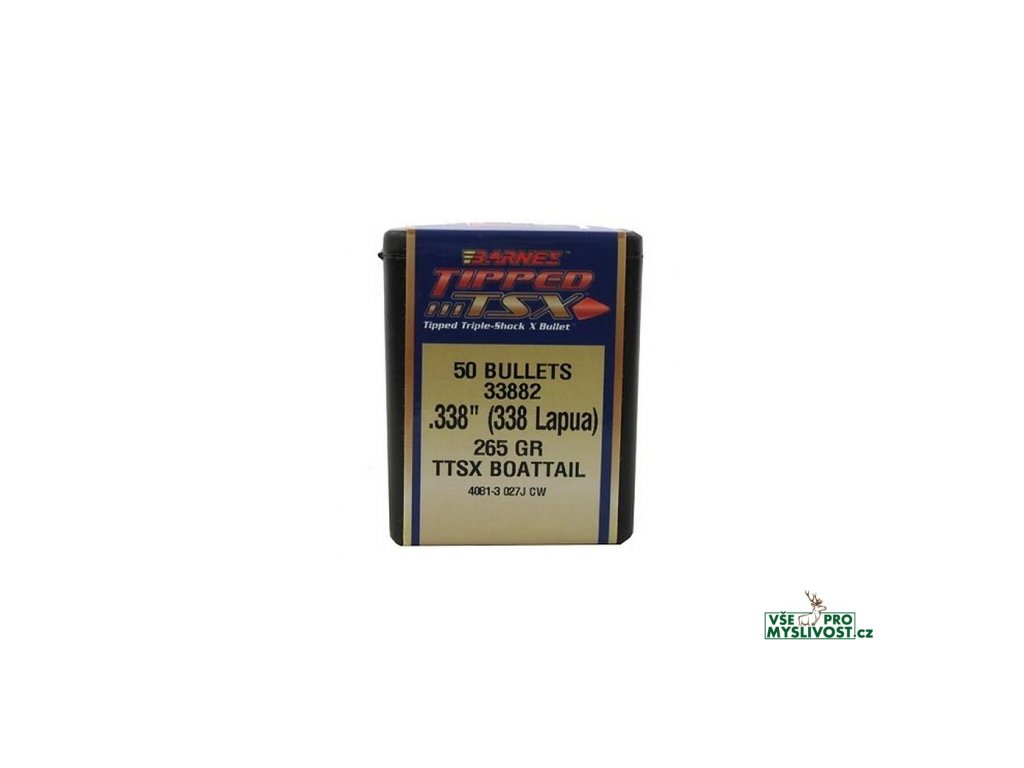 BARNES
TIPPED
TSX
Tipped Triple-Shock X Bullet
50 BULLETS
33882
.338" (338 Lapua)
265 GR
TTSX BOATTAIL
4081-3 027J CW
VŠE PRO
MYSLIVOST.cz